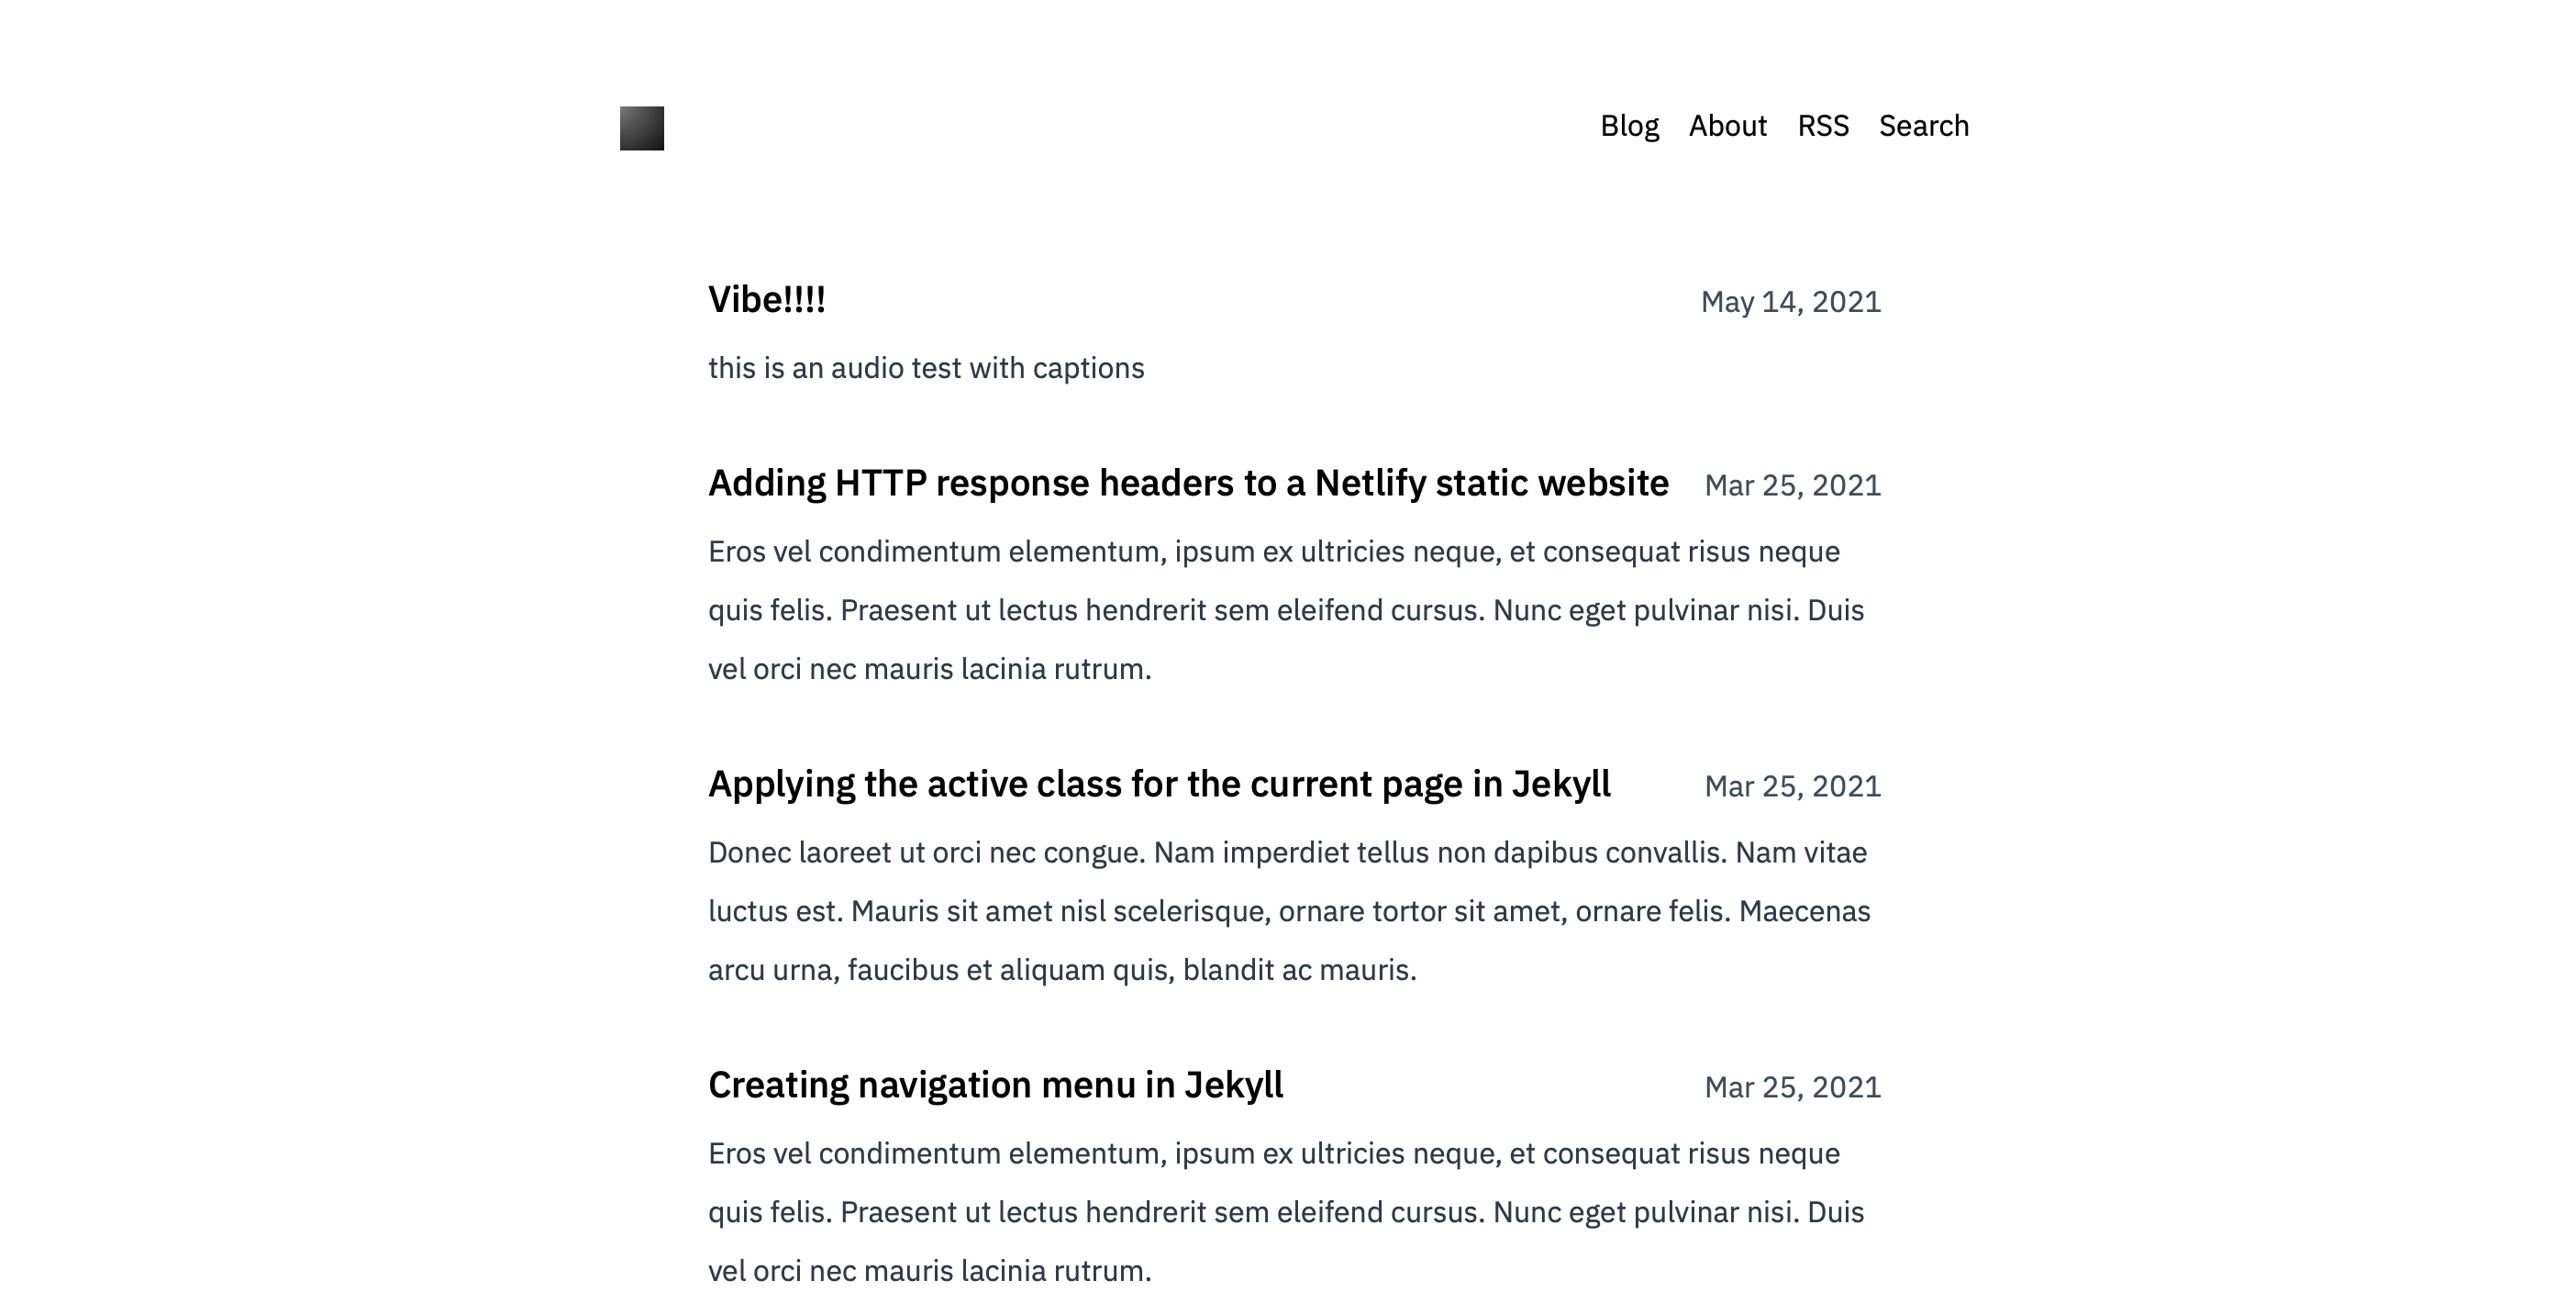 Blog About RSS Search
Vibe!!!! May 14, 2021
this is an audio test with captions
Adding HTTP response headers to a Netlify static website Mar 25, 2021
Eros vel condimentum elementum, ipsum ex ultricies neque, et consequat risus neque
quis felis. Praesent ut lectus hendrerit sem eleifend cursus. Nunc eget pulvinar nisi. Duis
vel orci nec mauris lacinia rutrum.
Applying the active class for the current page in Jekyll Mar 25, 2021
Donec laoreet ut orci nec congue. Nam imperdiet tellus non dapibus convallis. Nam vitae
luctus est. Mauris sit amet nisl scelerisque, ornare tortor sit amet, ornare felis. Maecenas
arcu urna, faucibus et aliquam quis, blandit ac mauris.
Creating navigation menu in Jekyll Mar 25, 2021
Eros vel condimentum elementum, ipsum ex ultricies neque, et consequat risus neque
quis felis. Praesent ut lectus hendrerit sem eleifend cursus. Nunc eget pulvinar nisi. Duis
vel orci nec mauris lacinia rutrum.